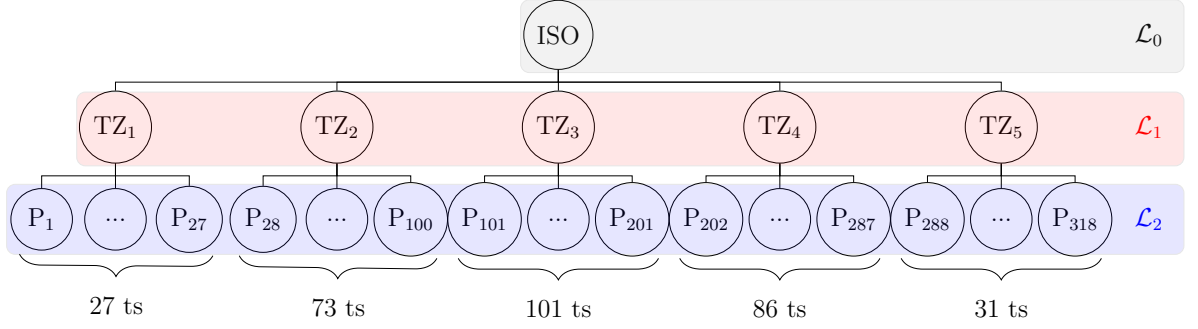 ISO ℒ₀
TZ₁ TZ₂ TZ₃ TZ₄ TZ₅ ℒ₁
P₁ ... P₂₇ P₂₈ ... P₁₀₀ P₁₀₁ ... P₂₀₁ P₂₀₂ ... P₂₈₇ P₂₈₈ ... P₃₁₈ ℒ₂
27 ts 73 ts 101 ts 86 ts 31 ts